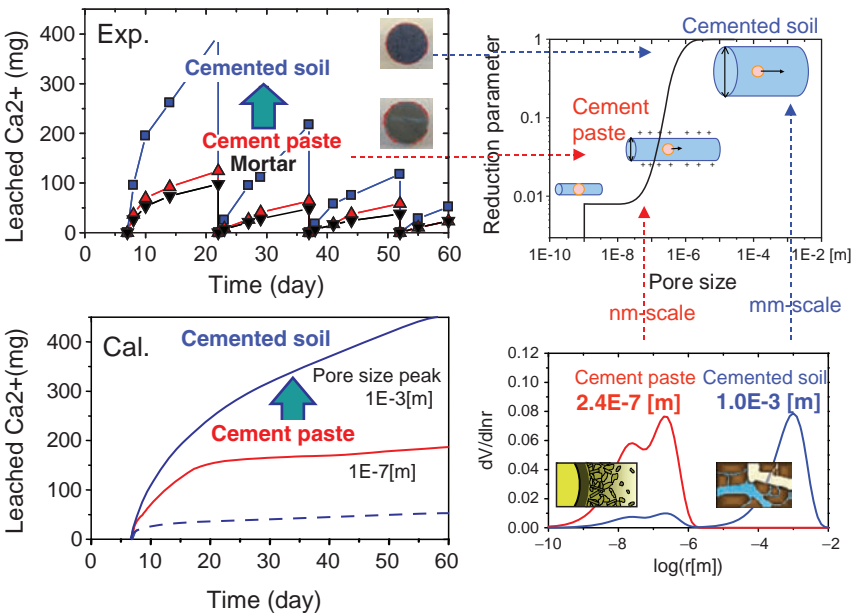 Exp.
Leached Ca2+ (mg)
400
300
200
100
0
Cemented soil
Cement paste
Mortar
0 10 20 30 40 50 60
Time (day)
Reduction parameter
1
0.1
0.01
Cemented soil
Cement
paste
+ + + + +
+ + + + +
1E-10 1E-8 1E-6 1E-4 1E-2 [m]
Pore size
nm-scale
mm-scale
Cal.
Leached Ca2+(mg)
400
300
200
100
0
Cemented soil
Pore size peak
1E-3[m]
Cement paste
1E-7[m]
0 10 20 30 40 50 60
Time (day)
dV/dlnr
0.12
0.10
0.08
0.06
0.04
0.02
0.00
Cement paste Cemented soil
2.4E-7 [m] 1.0E-3 [m]
−10 −8 −6 −4 −2
log(r[m])